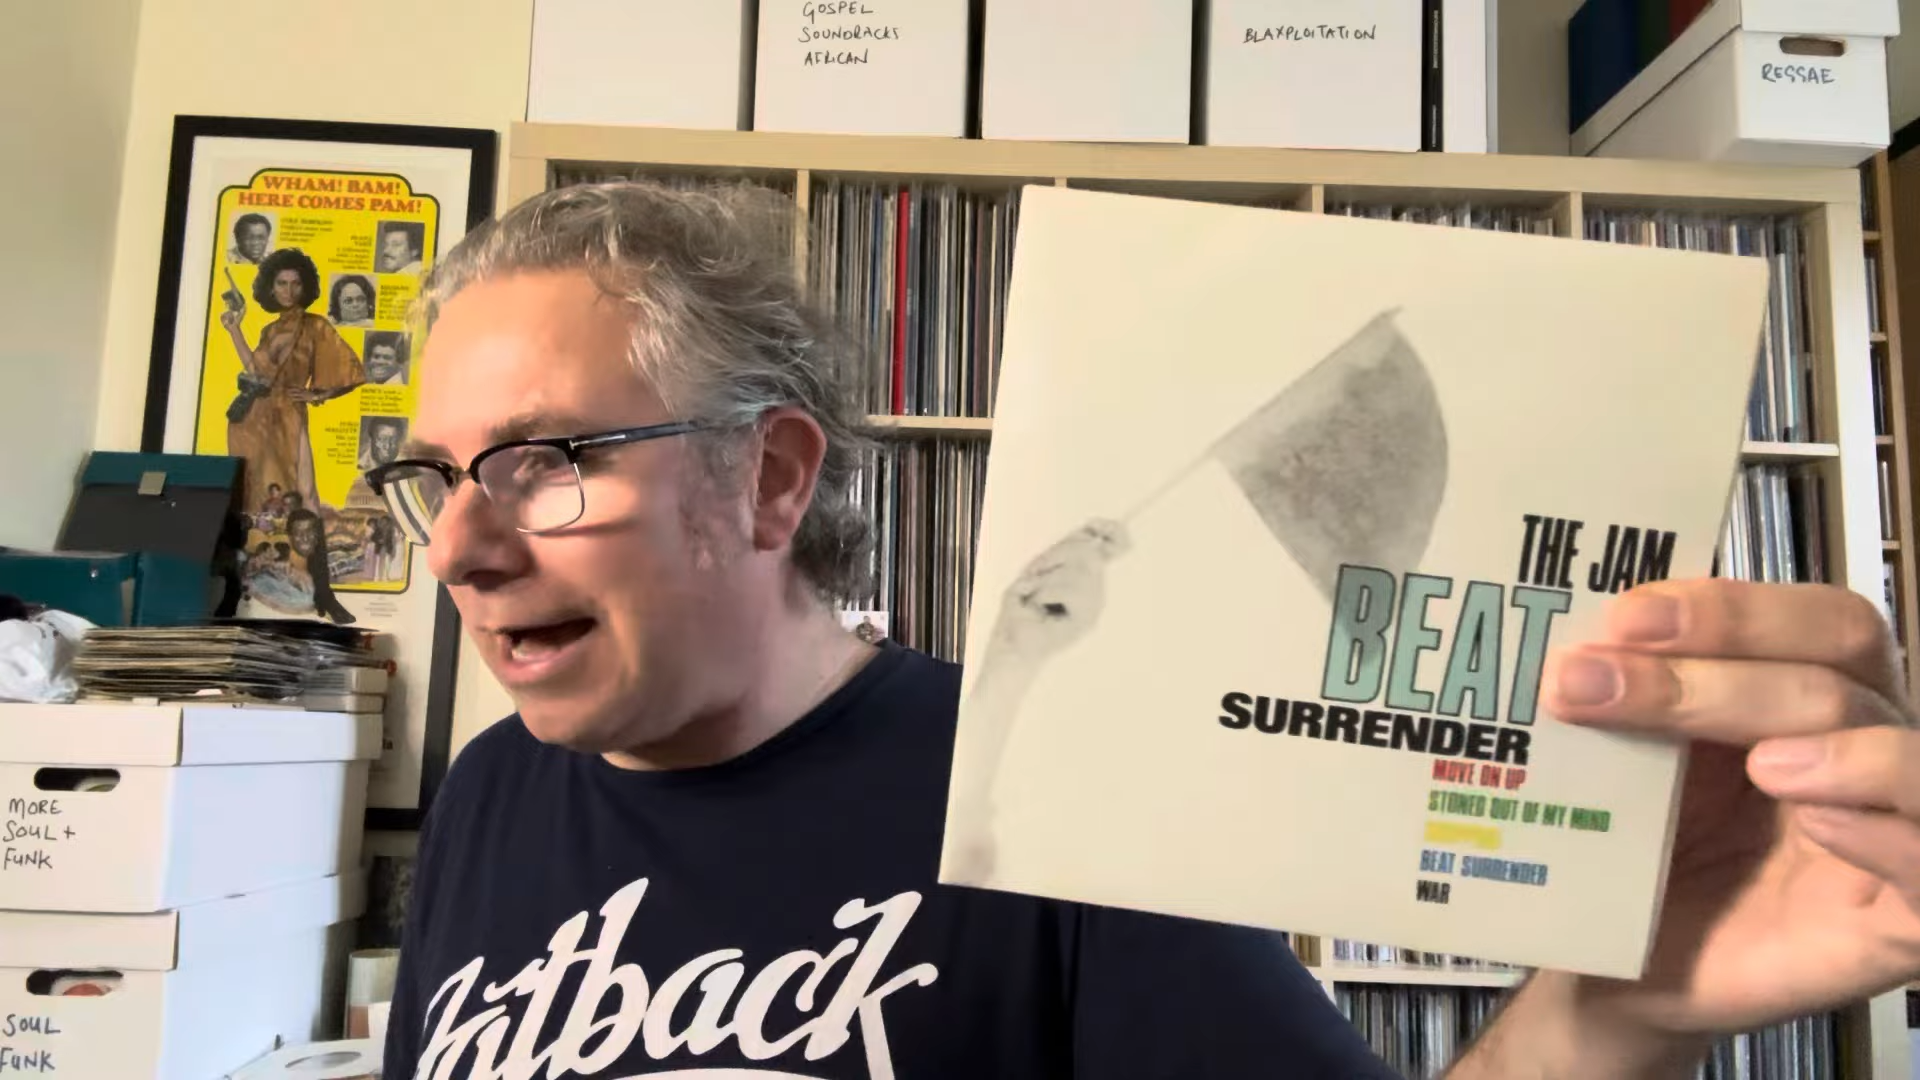 GOSPEL
SOUNDRACKS
AFRICAN
BLAXPLOITATION
REGGAE
WHAM! BAM!
HERE COMES PAM!
THE JAM
BEAT
SURRENDER
MOVE ON UP
STONED OUT OF MY MIND
BEAT SURRENDER
WAR
MORE
SOUL +
FUNK
SOUL
FUNK
fatback